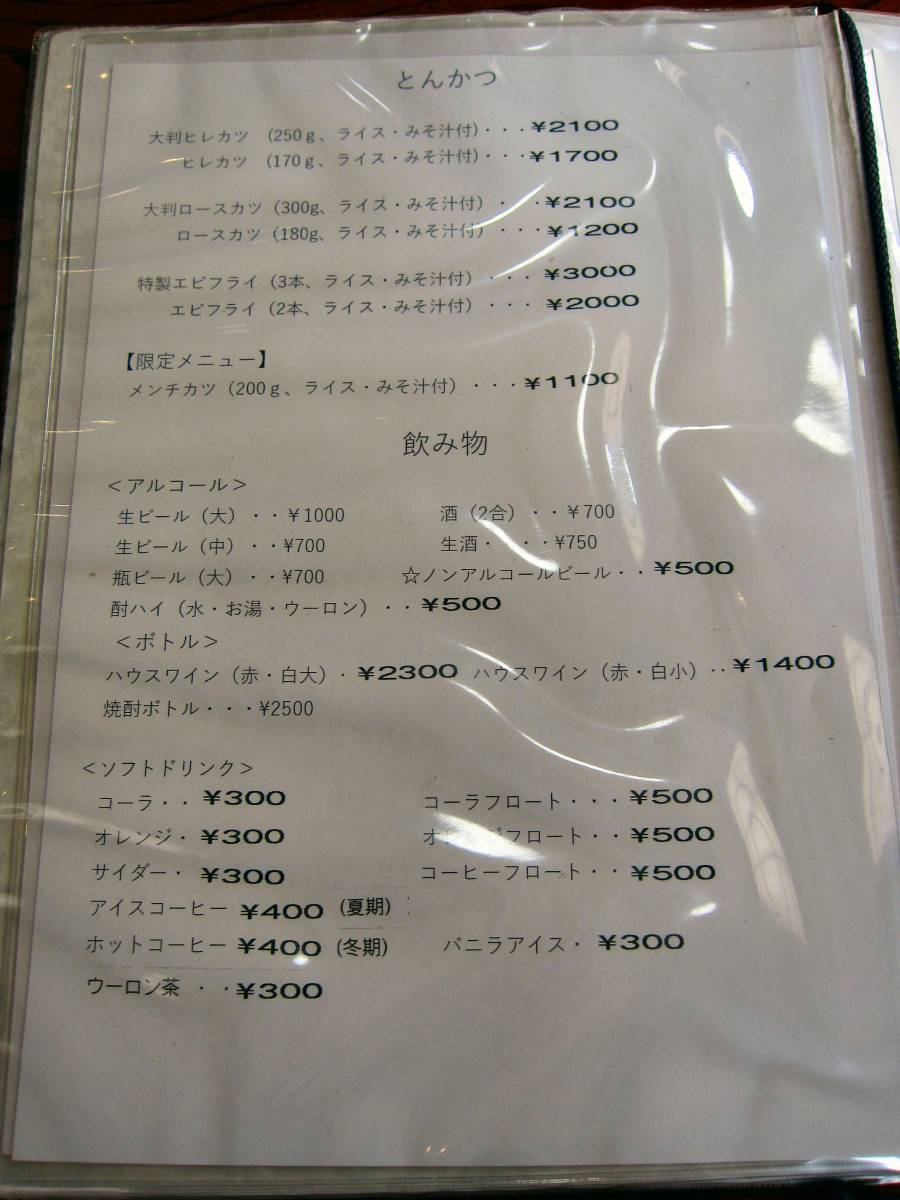 とんかつ
大判ヒレカツ (250ｇ、ライス・みそ汁付)・・・¥2100
ヒレカツ (170ｇ、ライス・みそ汁付)・・・¥1700
大判ロースカツ (300g、ライス・みそ汁付) ・ ・・¥2100
ロースカツ (180g、ライス・みそ汁付) ・・・¥1200
特製エビフライ (3本、ライス・みそ汁付) ・・・ ¥3000
エビフライ (2本、ライス・みそ汁付) ・・・ ¥2000
【限定メニュー】
メンチカツ (200ｇ、ライス・みそ汁付) ・・・¥1100
飲み物
＜アルコール＞
生ビール (大) ・・¥1000 酒 (2合) ・・¥700
生ビール (中) ・・¥700 生酒・ ・・¥750
瓶ビール (大) ・・¥700 ☆ノンアルコールビール・・¥500
酎ハイ (水・お湯・ウーロン) ・・¥500
＜ボトル＞
ハウスワイン (赤・白大)・¥2300 ハウスワイン (赤・白小)・・¥1400
焼酎ボトル・・・¥2500
＜ソフトドリンク＞
コーラ・・ ¥300 コーラフロート・・・¥500
オレンジ・ ¥300 オレンジフロート・・¥500
サイダー・ ¥300 コーヒーフロート・・¥500
アイスコーヒー ¥400 (夏期)
ホットコーヒー ¥400 (冬期) バニラアイス・ ¥300
ウーロン茶 ・・¥300